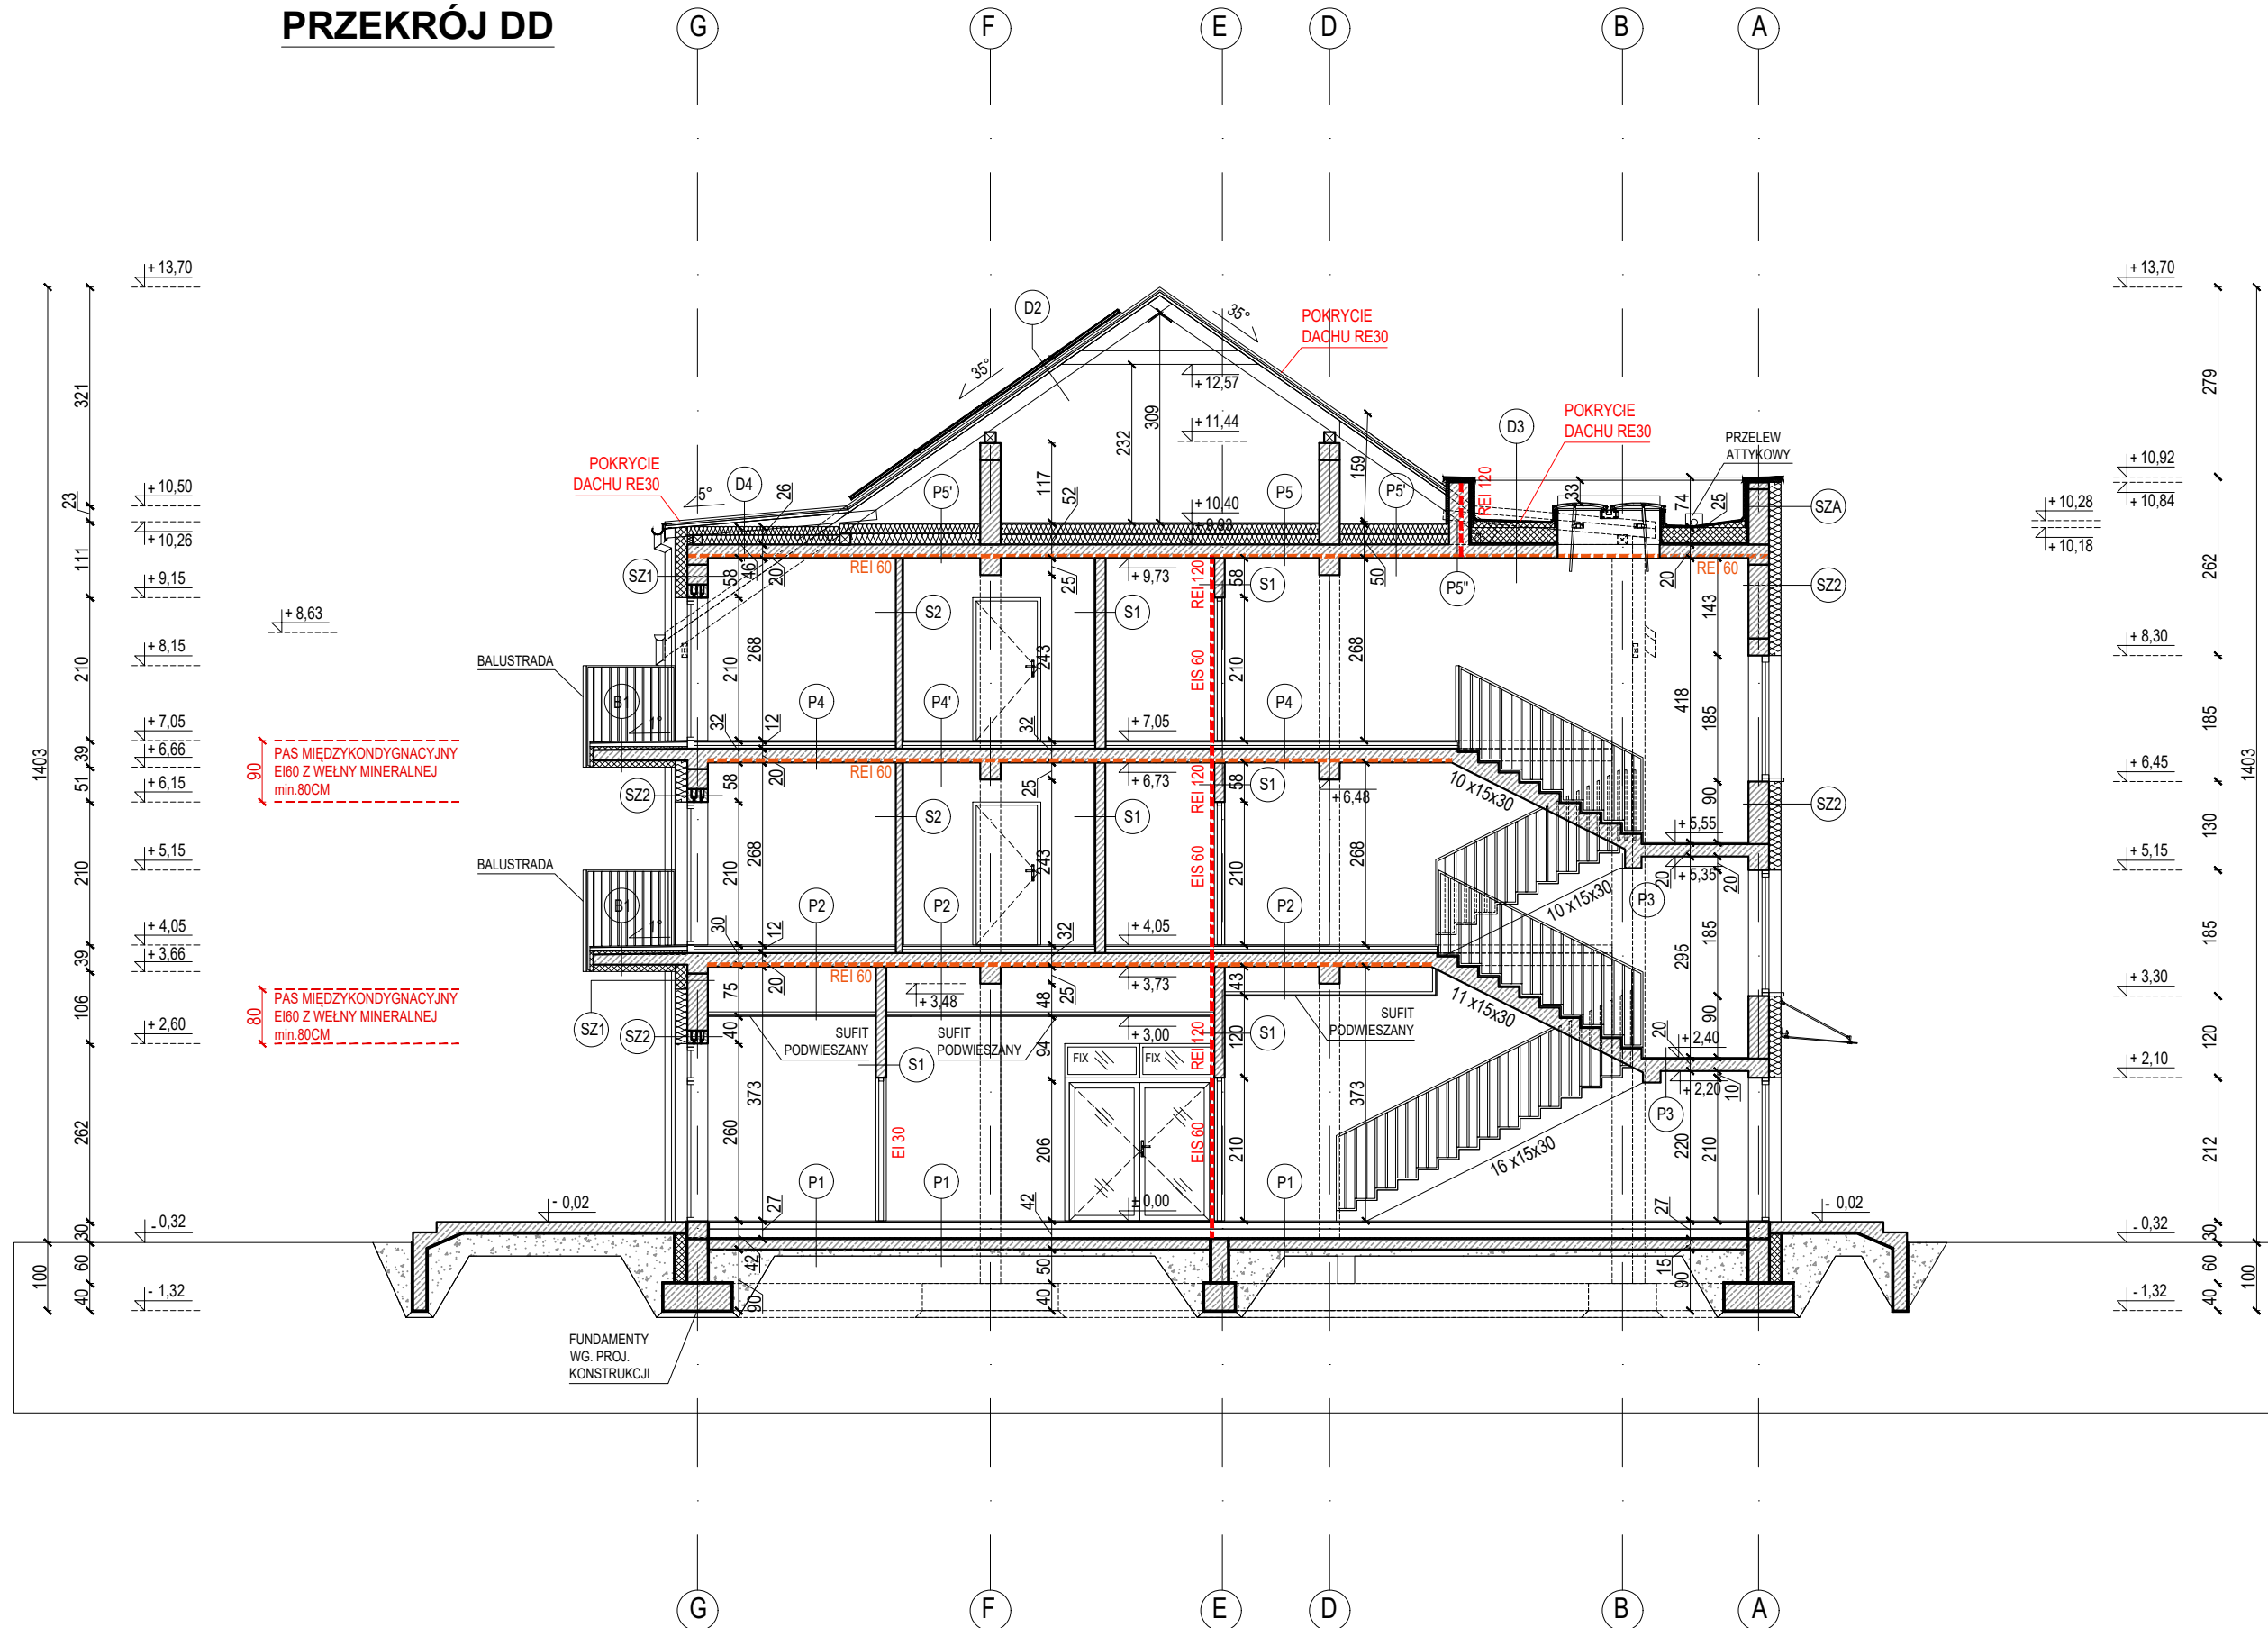 PRZEKRÓJ DD
G
F
E
D
B
A
+ 13,70
+ 13,70
D2
35°
35°
POKRYCIE
DACHU RE30
+ 12,57
309
232
+ 11,44
159
D3
POKRYCIE
DACHU RE30
PRZELEW
ATTYKOWY
321
279
1403
1403
POKRYCIE
DACHU RE30
5°
D4
26
P5'
117
52
P5
P5'
REI 120
33
74
25
+ 10,92
+ 10,84
SZA
+ 10,28
+ 10,18
+ 10,50
+ 10,26
23
+ 10,40
+ 9,93
111
SZ1
58
46
20
REI 60
25
+ 9,73
REI 120
58
S1
50
P5"
20
REI 60
SZ2
262
+ 9,15
+ 8,63
S2
S1
143
+ 8,15
+ 8,30
BALUSTRADA
210
210
268
243
EIS 60
210
268
418
185
185
B1
1°
P4
P4'
P4
32
12
32
+ 7,05
+ 7,05
+ 6,66
39
90
PAS MIĘDZYKONDYGNACYJNY
EI60 Z WEŁNY MINERALNEJ
min.80CM
51
+ 6,15
SZ2
58
20
REI 60
25
+ 6,73
REI 120
58
S1
+ 6,48
10 x15x30
+ 6,45
90
SZ2
130
S2
S1
+ 5,55
+ 5,35
20
20
+ 5,15
+ 5,15
BALUSTRADA
210
210
268
243
EIS 60
210
268
10 x15x30
P3
B1
1°
P2
P2
P2
295
185
185
30
12
32
+ 4,05
+ 4,05
+ 3,66
39
REI 60
75
20
+ 3,48
48
25
+ 3,73
43
11 x15x30
+ 3,30
80
PAS MIĘDZYKONDYGNACYJNY
EI60 Z WEŁNY MINERALNEJ
min.80CM
106
+ 2,60
SZ1
SZ2
40
SUFIT
PODWIESZANY
SUFIT
PODWIESZANY
+ 3,00
94
REI 120
120
S1
SUFIT
PODWIESZANY
90
20
+ 2,40
+ 2,20
10
120
+ 2,10
S1
FIX
FIX
P3
262
260
373
EI 30
206
EIS 60
210
373
16 x15x30
220
210
212
P1
P1
P1
27
42
± 0,00
27
- 0,02
- 0,02
- 0,32
- 0,32
30
30
60
60
42
50
15
90
90
100
100
40
40
40
- 1,32
- 1,32
FUNDAMENTY
WG. PROJ.
KONSTRUKCJI
G
F
E
D
B
A